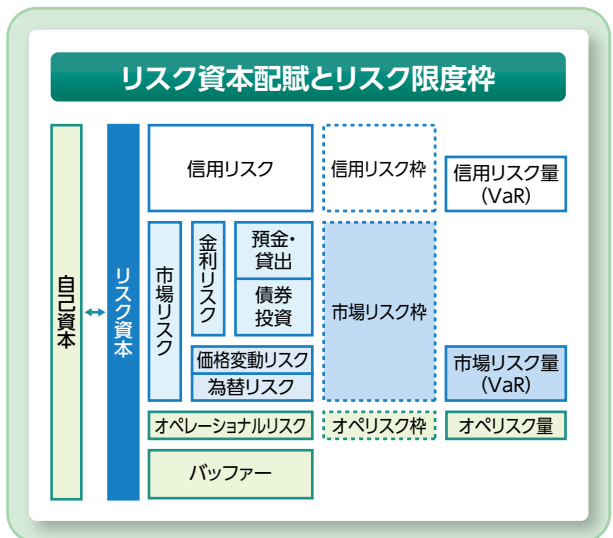 リスク資本配賦とリスク限度枠
自己資本
リスク資本
信用リスク
信用リスク枠
信用リスク量
(VaR)
市場リスク
金利リスク
預金・
貸出
債券
投資
価格変動リスク
為替リスク
市場リスク枠
市場リスク量
(VaR)
オペレーショナルリスク
オペリスク枠
オペリスク量
バッファー